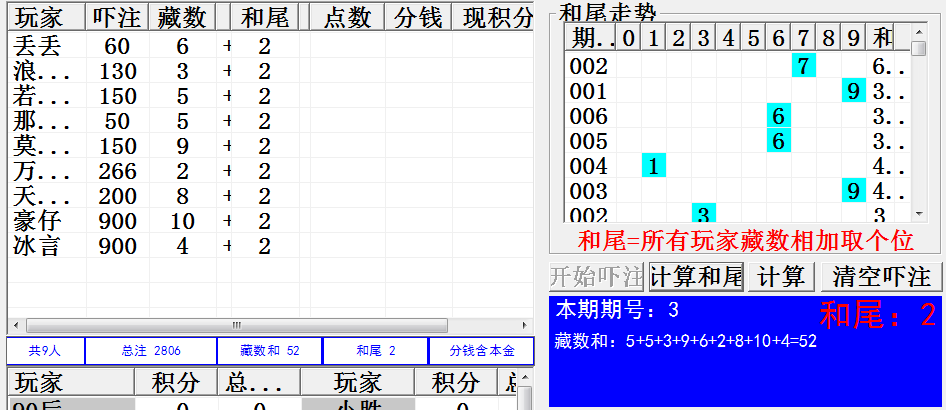 玩家 吓注 藏数 和尾 点数 分钱 现积分
丢丢 60 6 + 2
浪... 130 3 + 2
若... 150 5 + 2
那... 50 5 + 2
莫... 150 9 + 2
万... 266 2 + 2
天... 200 8 + 2
豪仔 900 10 + 2
冰言 900 4 + 2
共9人 总注 2806 藏数和 52 和尾 2 分钱含本金
玩家 积分 总... 玩家 积分 总
90后 0 0 小胜 0
和尾走势
期.. 0 1 2 3 4 5 6 7 8 9 和
002 7 6..
001 9 3..
006 6 3..
005 6 3..
004 1 4..
003 9 4..
002 3 3
和尾=所有玩家藏数相加取个位
开始吓注 计算和尾 计算 清空吓注
本期期号：3 和尾：2
藏数和：5+5+3+9+6+2+8+10+4=52